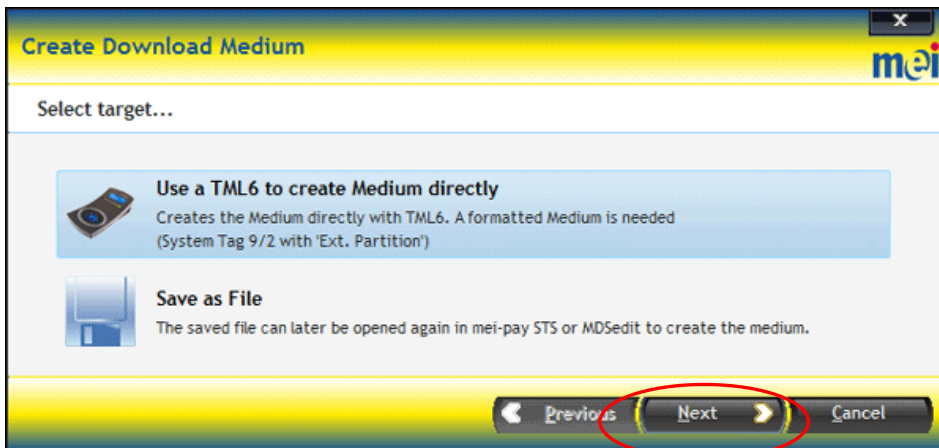 x
Create Download Medium
mei
Select target...
Use a TML6 to create Medium directly
Creates the Medium directly with TML6. A formatted Medium is needed
(System Tag 9/2 with 'Ext. Partition')
Save as File
The saved file can later be opened again in mei-pay STS or MDSedit to create the medium.
Previous Next Cancel